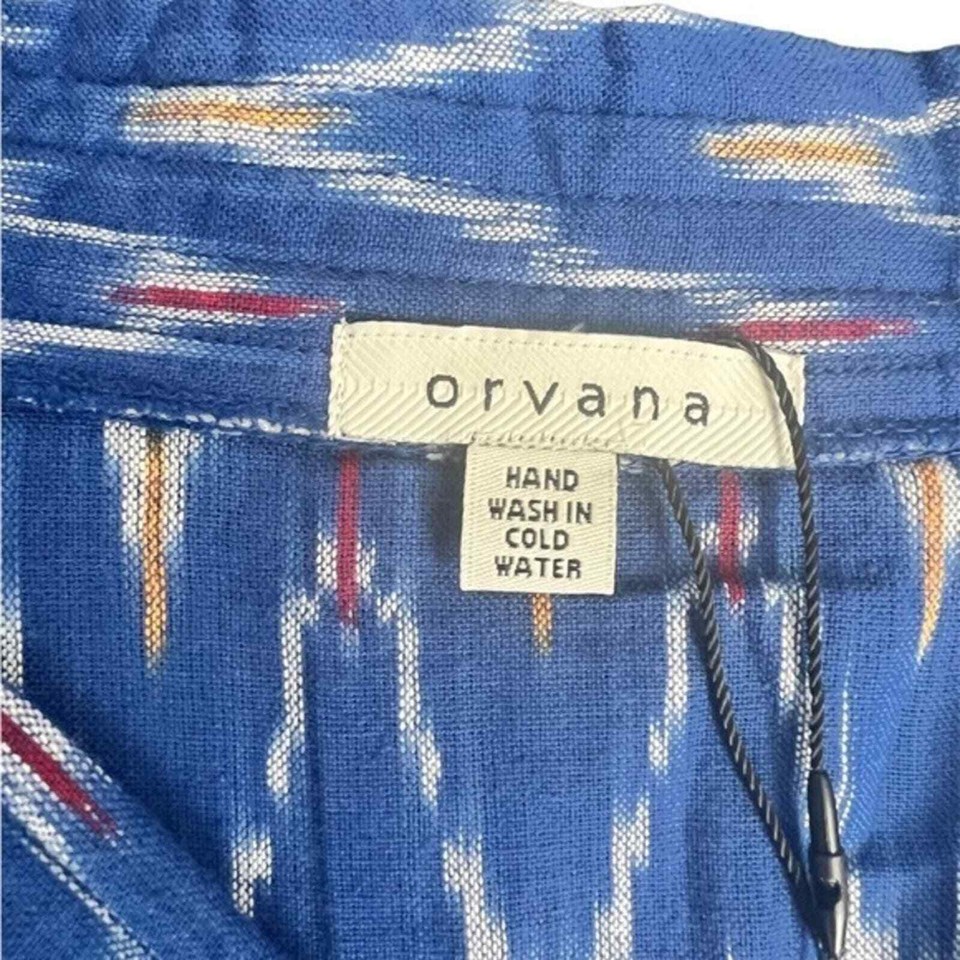 orvana
HAND
WASH IN
COLD
WATER